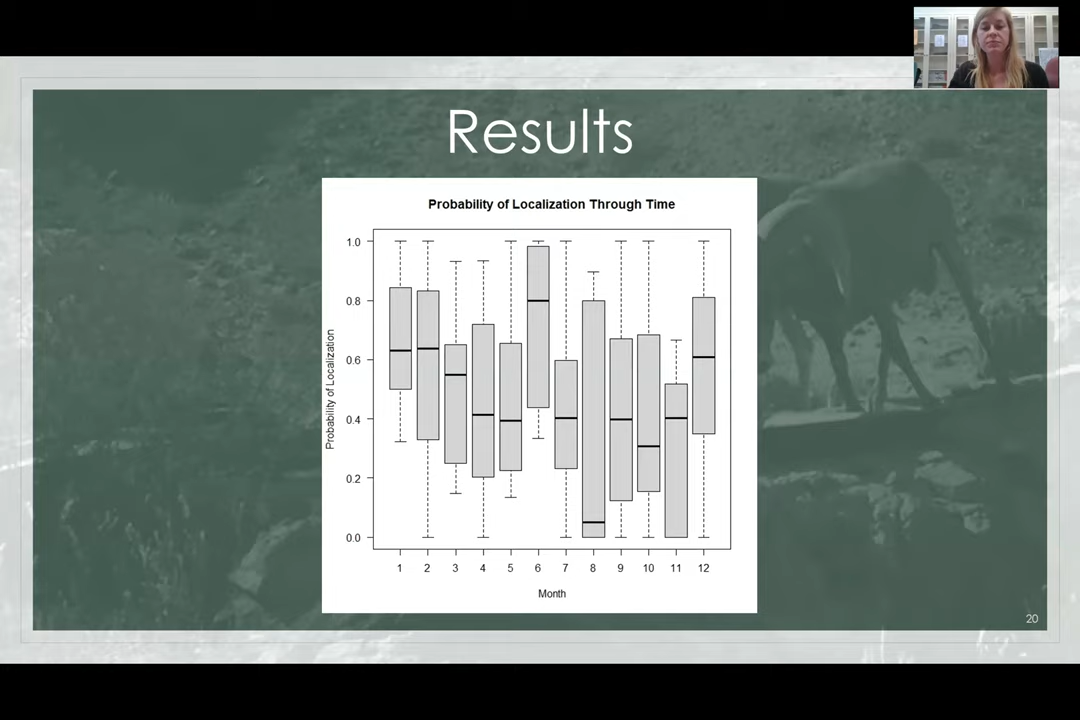 Results
Probability of Localization Through Time
Probability of Localization
1.0
0.8
0.6
0.4
0.2
0.0
1 2 3 4 5 6 7 8 9 10 11 12
Month
20